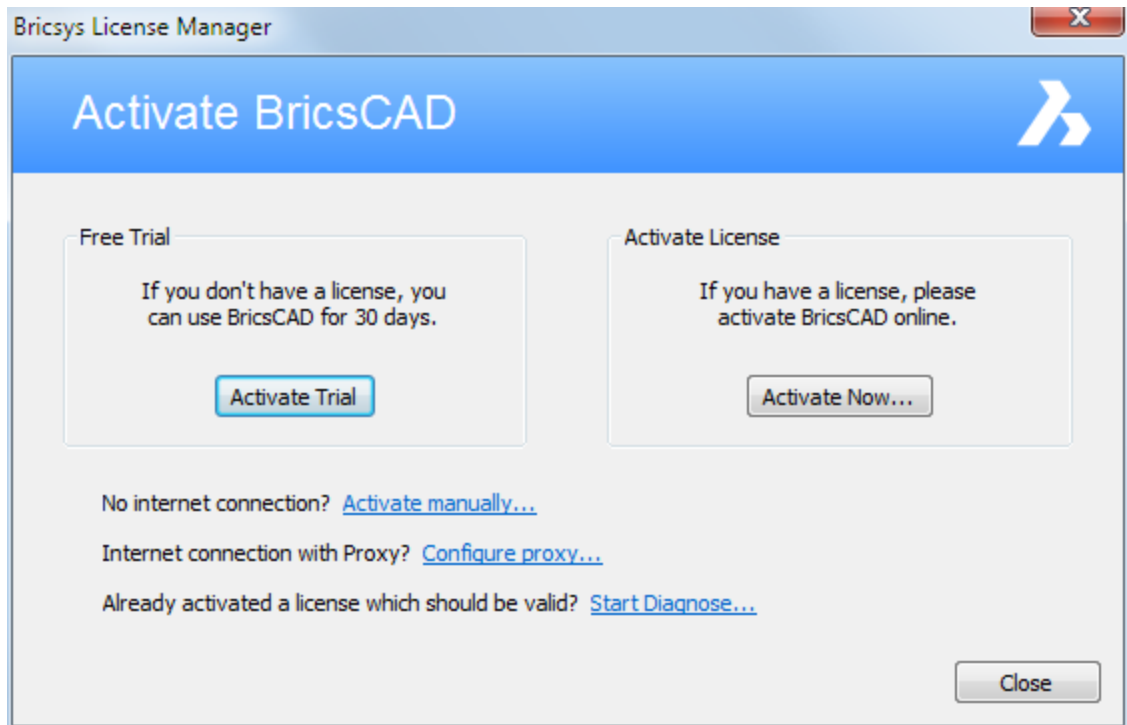 Bricsys License Manager
Activate BricsCAD
Free Trial
If you don't have a license, you
can use BricsCAD for 30 days.
Activate Trial
Activate License
If you have a license, please
activate BricsCAD online.
Activate Now...
No internet connection? Activate manually...
Internet connection with Proxy? Configure proxy...
Already activated a license which should be valid? Start Diagnose...
Close